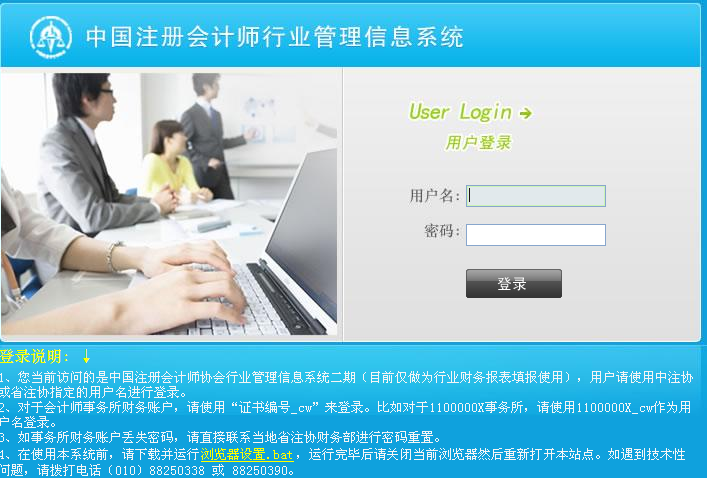 中国注册会计师行业管理信息系统
User Login
用户登录
用户名:
密码:
登录
登录说明: ↓
1、您当前访问的是中国注册会计师协会行业管理信息系统二期(目前仅做为行业财务报表填报使用),用户请使用中注协
或省注协指定的用户名进行登录。
2、对于会计师事务所财务账户,请使用“证书编号_cw”来登录。比如对于1100000X事务所,请使用1100000X_cw作为用
户名登录。
3、如事务所财务账户丢失密码,请直接联系当地省注协财务部进行密码重置。
4、在使用本系统前,请下载并运行浏览器设置.bat,运行完毕后请关闭当前浏览器然后重新打开本站点。如遇到技术性
问题,请拨打电话(010)88250338 或 88250390。